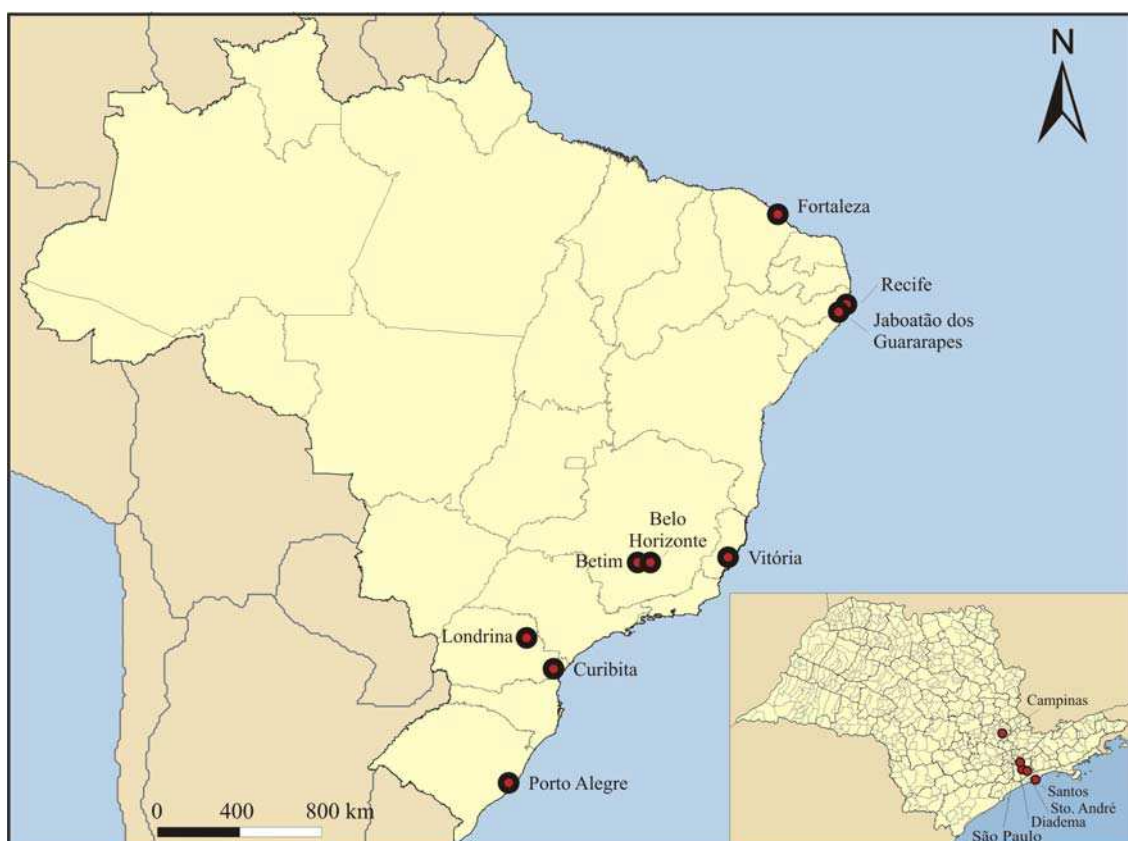 N
Fortaleza
Recife
Jaboatão dos
Guararapes
Belo
Horizonte
Betim
Vitória
Londrina
Curibita
Porto Alegre
0 400 800 km
Campinas
Santos
Sto. André
Diadema
São Paulo